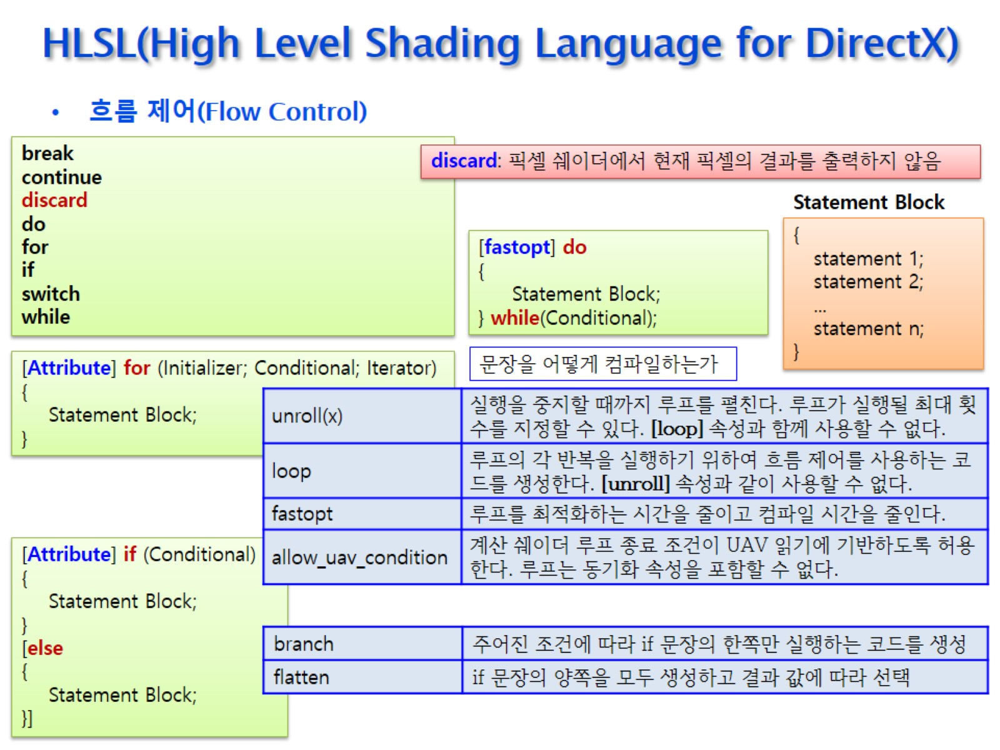 HLSL(High Level Shading Language for DirectX)
• 흐름 제어(Flow Control)
break
continue
discard
do
for
if
switch
while
discard: 픽셀 쉐이더에서 현재 픽셀의 결과를 출력하지 않음
[fastopt] do
{
Statement Block;
} while(Conditional);
Statement Block
{
statement 1;
statement 2;
...
statement n;
}
[Attribute] for (Initializer; Conditional; Iterator)
{
Statement Block;
}
문장을 어떻게 컴파일하는가
unroll(x)
실행을 중지할 때까지 루프를 펼친다. 루프가 실행될 최대 횟
수를 지정할 수 있다. [loop] 속성과 함께 사용할 수 없다.
loop
루프의 각 반복을 실행하기 위하여 흐름 제어를 사용하는 코
드를 생성한다. [unroll] 속성과 같이 사용할 수 없다.
fastopt
루프를 최적화하는 시간을 줄이고 컴파일 시간을 줄인다.
allow_uav_condition
계산 쉐이더 루프 종료 조건이 UAV 읽기에 기반하도록 허용
한다. 루프는 동기화 속성을 포함할 수 없다.
[Attribute] if (Conditional)
{
Statement Block;
}
[else
{
Statement Block;
}]
branch
주어진 조건에 따라 if 문장의 한쪽만 실행하는 코드를 생성
flatten
if 문장의 양쪽을 모두 생성하고 결과 값에 따라 선택